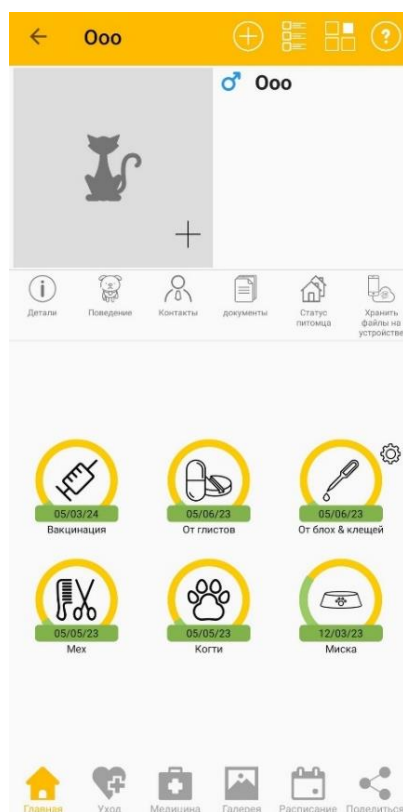 Ооо
?
Ооо
i
Детали
Поведение
Контакты
документы
Статус
питомца
Хранить
файлы на
устройстве
05/03/24
Вакцинация
05/06/23
От глистов
05/06/23
От блох & клещей
05/05/23
Мех
05/05/23
Когти
12/03/23
Миска
Главная
Уход
Медицина
Галерея
Расписание
Поделиться